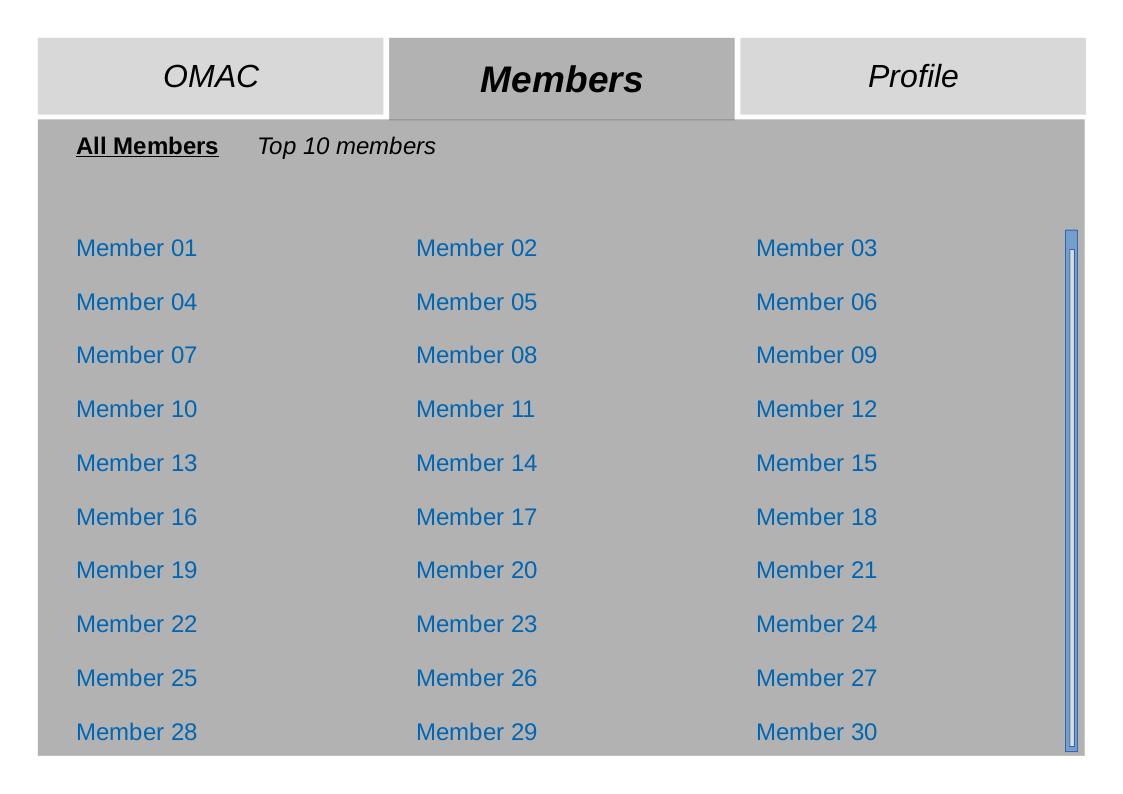 OMAC Members Profile
All Members Top 10 members
Member 01 Member 02 Member 03
Member 04 Member 05 Member 06
Member 07 Member 08 Member 09
Member 10 Member 11 Member 12
Member 13 Member 14 Member 15
Member 16 Member 17 Member 18
Member 19 Member 20 Member 21
Member 22 Member 23 Member 24
Member 25 Member 26 Member 27
Member 28 Member 29 Member 30